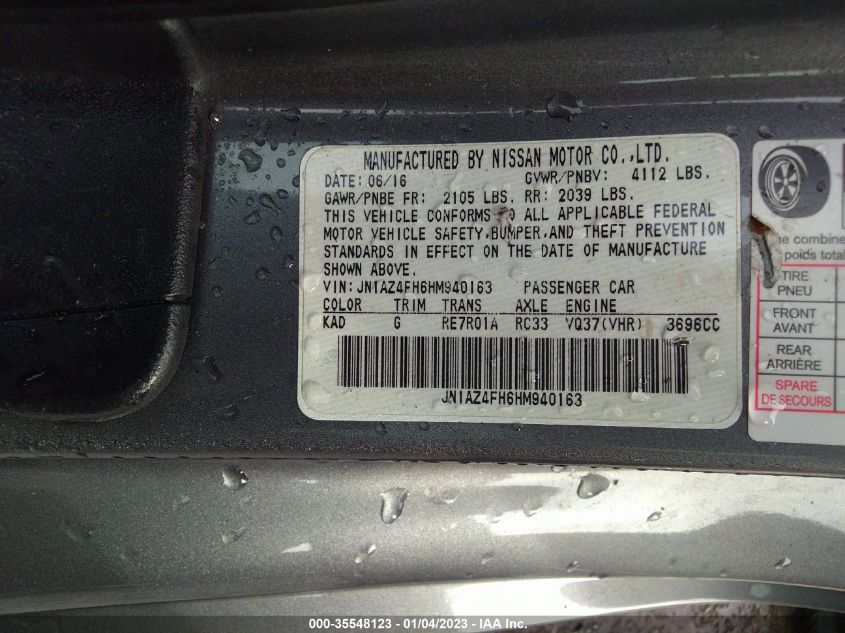 MANUFACTURED BY NISSAN MOTOR CO.,LTD.
DATE: 06/16 GVWR/PNBV: 4112 LBS.
GAWR/PNBE FR: 2105 LBS. RR: 2039 LBS.
THIS VEHICLE CONFORMS TO ALL APPLICABLE FEDERAL
MOTOR VEHICLE SAFETY, BUMPER, AND THEFT PREVENTION
STANDARDS IN EFFECT ON THE DATE OF MANUFACTURE
SHOWN ABOVE.
VIN: JN1AZ4FH6HM940163 PASSENGER CAR
COLOR TRIM TRANS AXLE ENGINE
KAD G RE7R01A RC33 VQ37(VHR) 3696CC
JN1AZ4FH6HM940163
combine
poids total
TIRE
PNEU
FRONT
AVANT
REAR
ARRIÈRE
SPARE
DE SECOURS
000-35548123 - 01/04/2023 - IAA Inc.